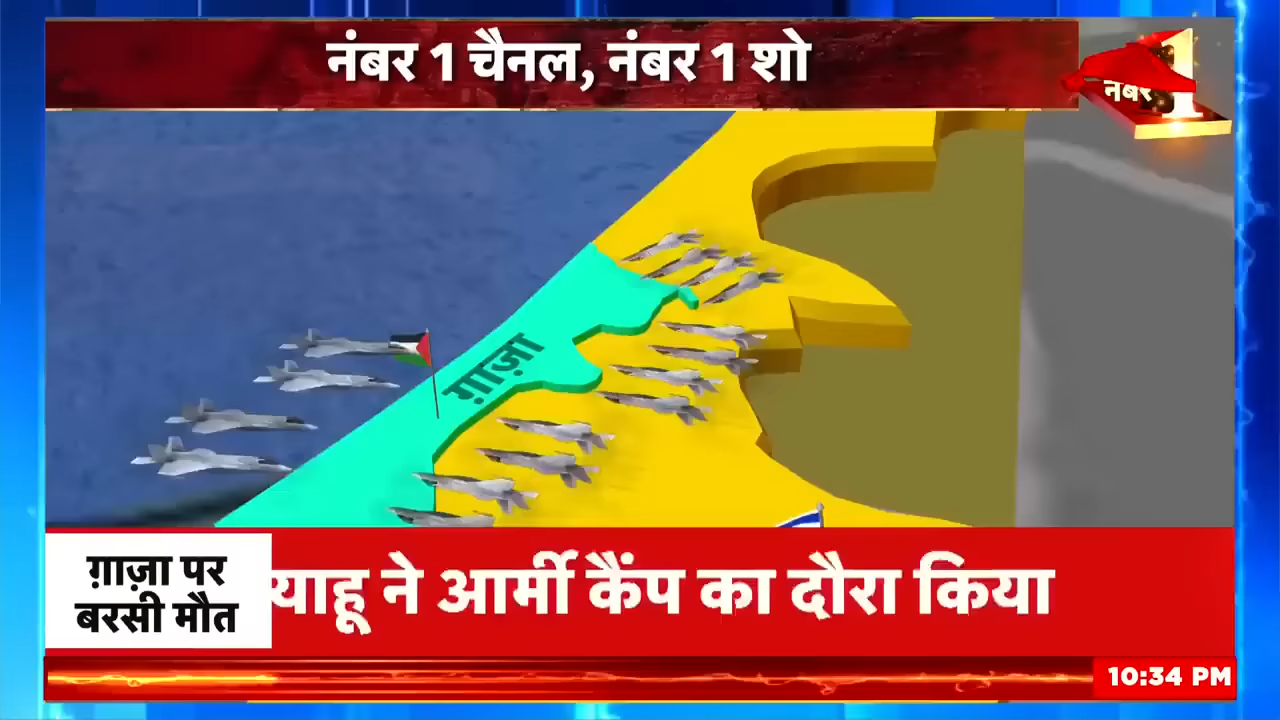 नंबर 1 चैनल, नंबर 1 शो
नंबर 1
ग़ाज़ा
ग़ाज़ा पर
बरसी मौत
याहू ने आर्मी कैंप का दौरा किया
10:34 PM